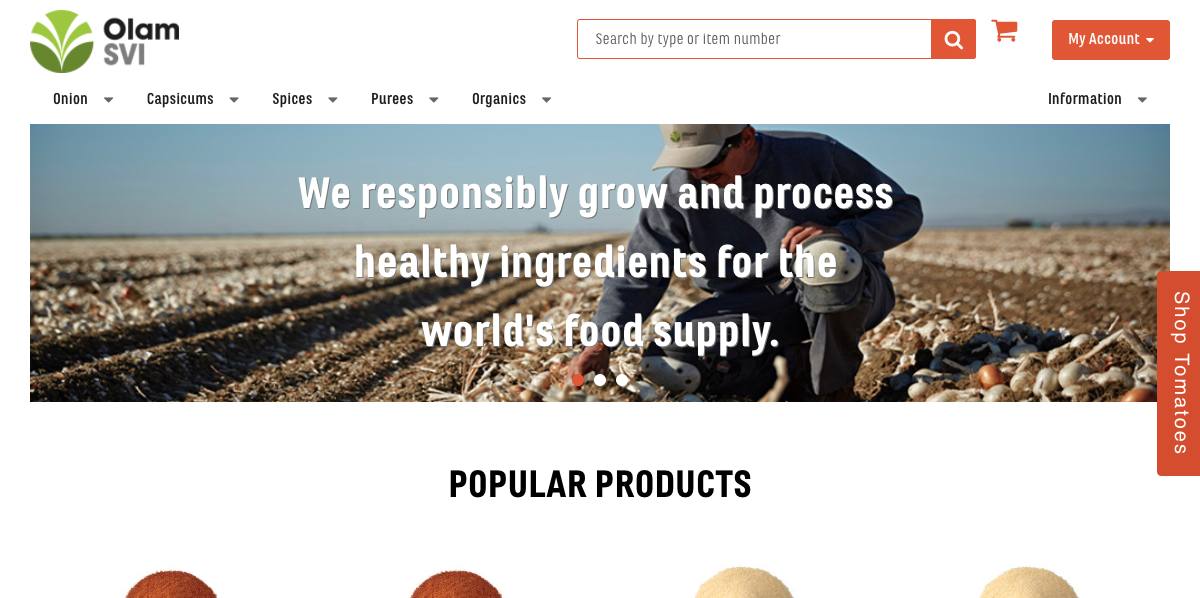 Olam
SVI
Search by type or item number
My Account
Onion
Capsicums
Spices
Purees
Organics
Information
Olam
We responsibly grow and process
healthy ingredients for the
world's food supply.
Shop Tomatoes
POPULAR PRODUCTS